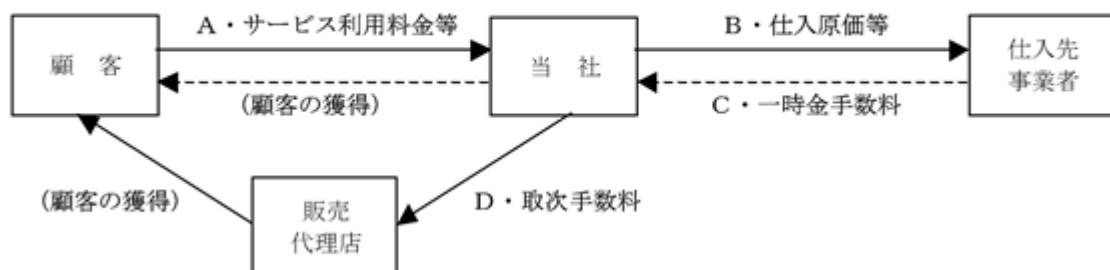 A・サービス利用料金等
B・仕入原価等
顧 客
当 社
仕入先
事業者
(顧客の獲得)
C・一時金手数料
(顧客の獲得)
D・取次手数料
販売
代理店